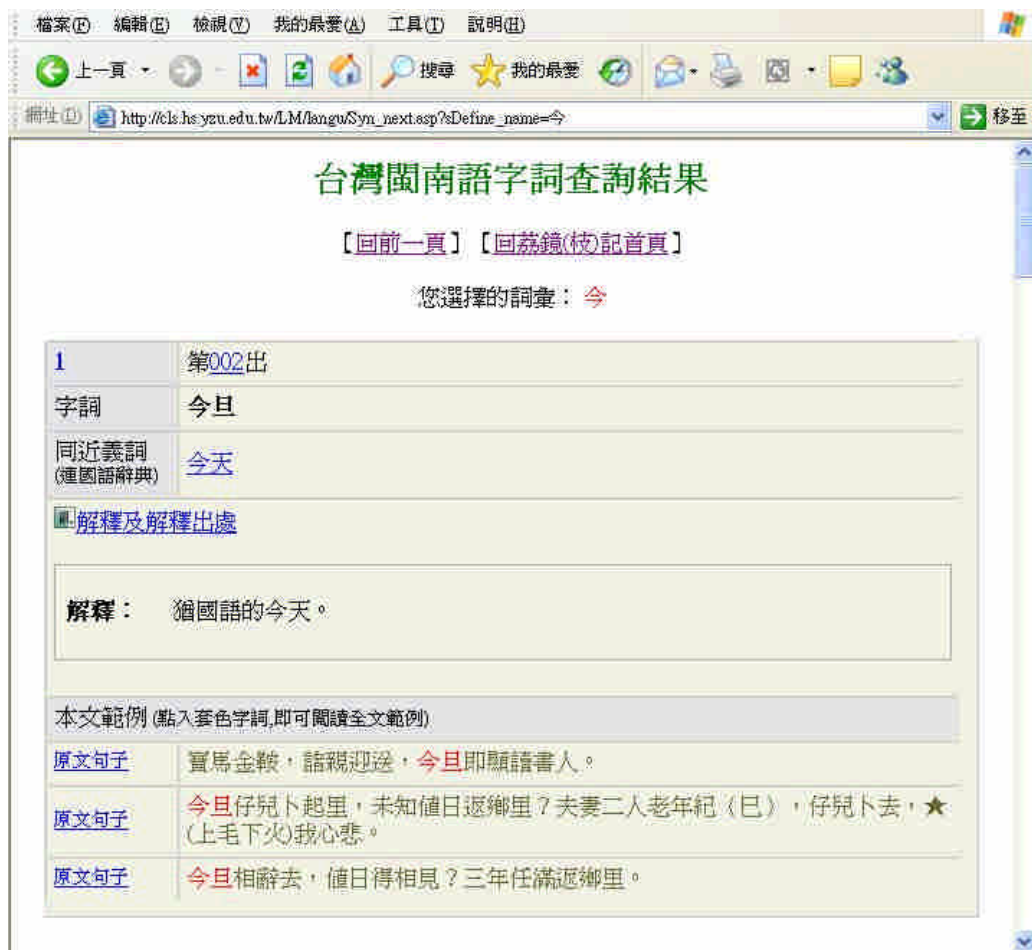 檔案(F) 編輯(E) 檢視(V) 我的最愛(A) 工具(T) 說明(H)
上一頁 搜尋 我的最愛
網址(D) http://cls.hs.yzu.edu.tw/LM/langu/Syn_next.asp?sDefine_name=今 移至
台灣閩南語字詞查詢結果
【回前一頁】【回荔鏡(枝)記首頁】
您選擇的詞彙： 今
1 第002出
字詞 今旦
同近義詞 今天
(連國語辭典)
解釋及解釋出處
解釋： 猶國語的今天。
本文範例 (點入套色字詞,即可閱讀全文範例)
原文句子 寶馬金鞍，諸親迎送，今旦即顯讀書人。
原文句子 今旦仔兒卜起里，未知值日返鄉里？夫妻二人老年紀（巳），仔兒卜去，★
(上毛下火)我心悲。
原文句子 今旦相辭去，值日得相見？三年任滿返鄉里。